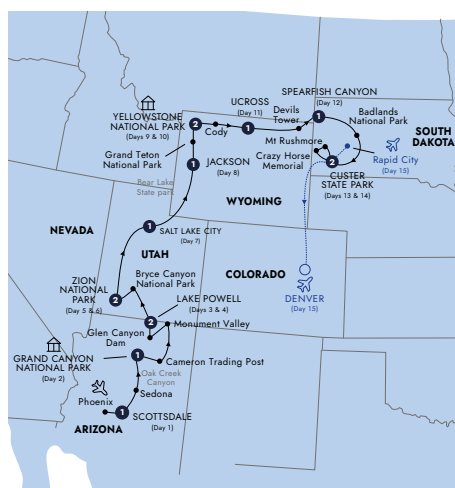 SPEARFISH CANYON
(Day 12)
UCROSS
(Day 11)
Devils
Tower
Badlands
National Park
YELLOWSTONE
NATIONAL PARK
(Days 9 & 10)
2
Cody
1
1
Mt Rushmore
SOUTH
DAKOTA
Grand Teton
National Park
Crazy Horse
Memorial
2
Rapid City
(Day 15)
1
JACKSON
(Day 8)
CUSTER
STATE PARK
(Days 13 & 14)
Bear Lake
State park
WYOMING
NEVADA
1
SALT LAKE CITY
(Day 7)
UTAH
ZION
NATIONAL
PARK
(Day 5 & 6)
2
Bryce Canyon
National Park
COLORADO
DENVER
(Day 15)
LAKE POWELL
(Days 3 & 4)
2
Glen Canyon
Dam
Monument Valley
GRAND CANYON
NATIONAL PARK
(Day 2)
1
Cameron Trading Post
Oak Creek
Canyon
Sedona
Phoenix
1
SCOTTSDALE
(Day 1)
ARIZONA